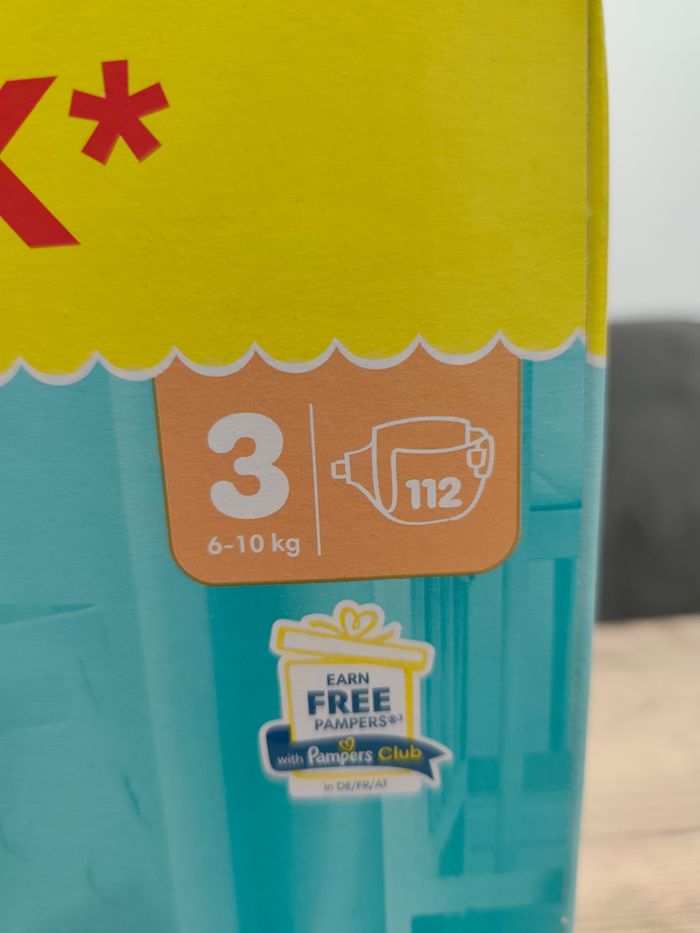 K*
3
6-10 kg
112
EARN
FREE
PAMPERS®³
with Pampers Club
in DE/FR/AT